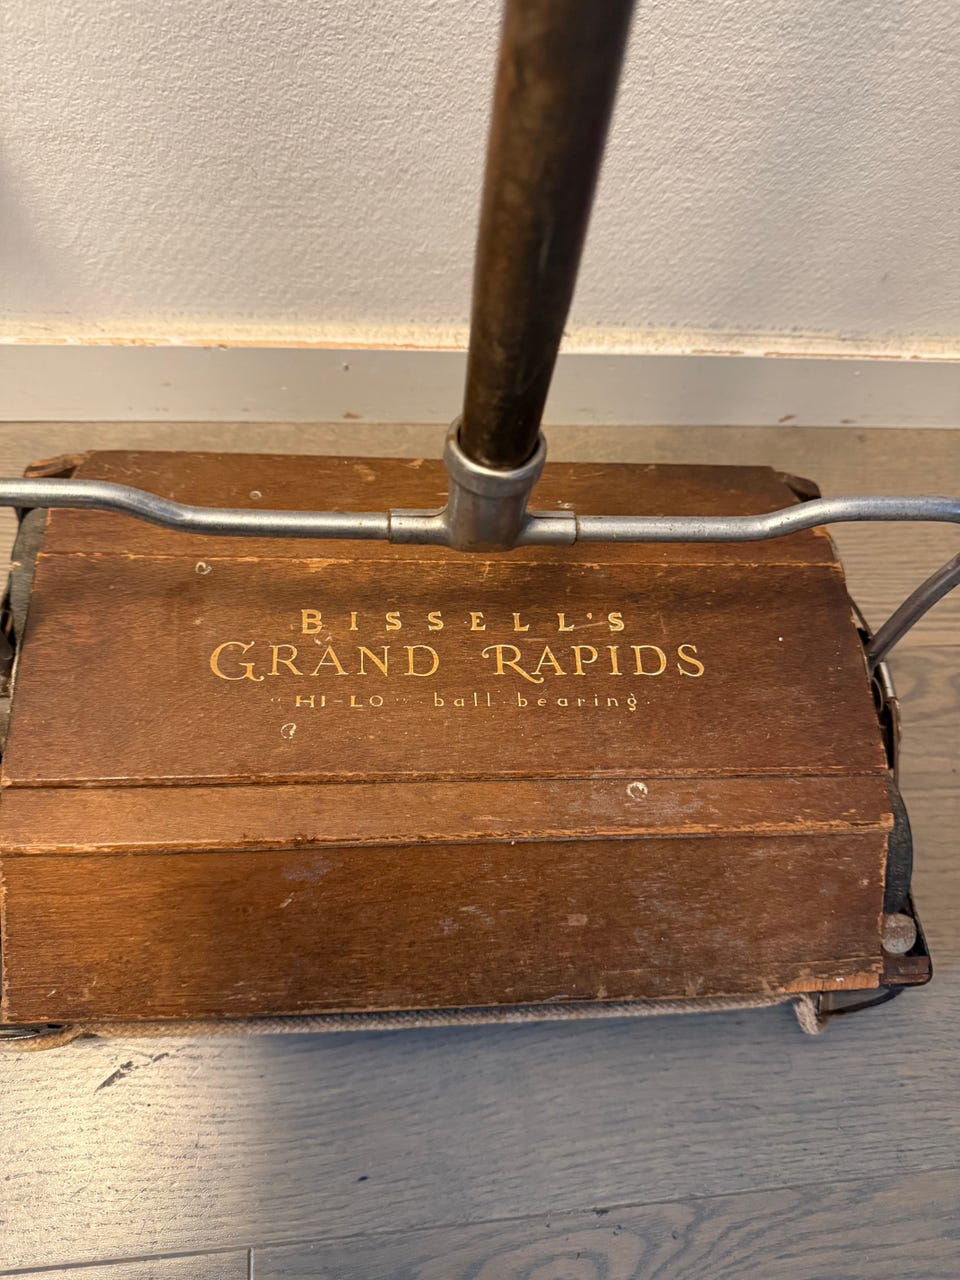 BISSELL'S
GRAND RAPIDS
"HI-LO" ball bearing